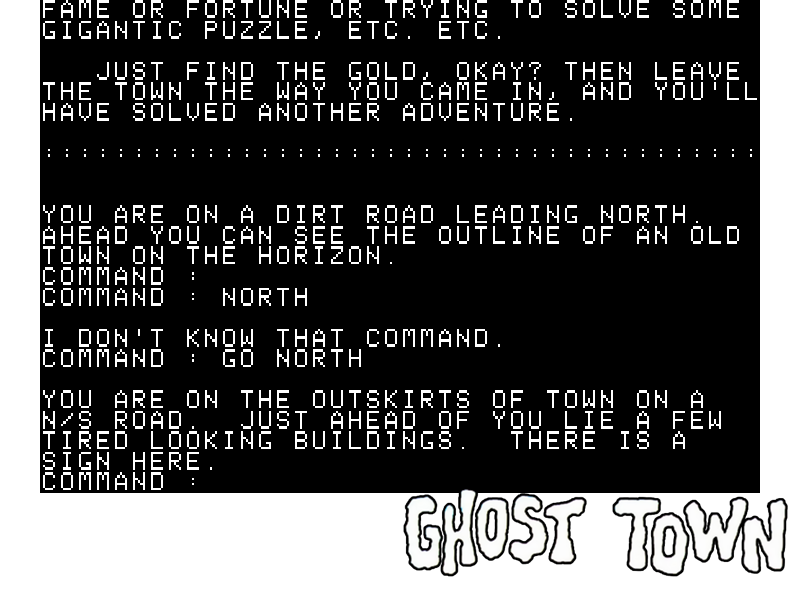 FAME OR FORTUNE OR TRYING TO SOLVE SOME
GIGANTIC PUZZLE, ETC. ETC.
JUST FIND THE GOLD, OKAY? THEN LEAVE
THE TOWN THE WAY YOU CAME IN, AND YOU'LL
HAVE SOLVED ANOTHER ADVENTURE.
::::::::::::::::::::::::::::::::::::::::
YOU ARE ON A DIRT ROAD LEADING NORTH.
AHEAD YOU CAN SEE THE OUTLINE OF AN OLD
TOWN ON THE HORIZON.
COMMAND :
COMMAND : NORTH
I DON'T KNOW THAT COMMAND.
COMMAND : GO NORTH
YOU ARE ON THE OUTSKIRTS OF TOWN ON A
N/S ROAD.  JUST AHEAD OF YOU LIE A FEW
TIRED LOOKING BUILDINGS.  THERE IS A
SIGN HERE.
COMMAND :
GHOST TOWN